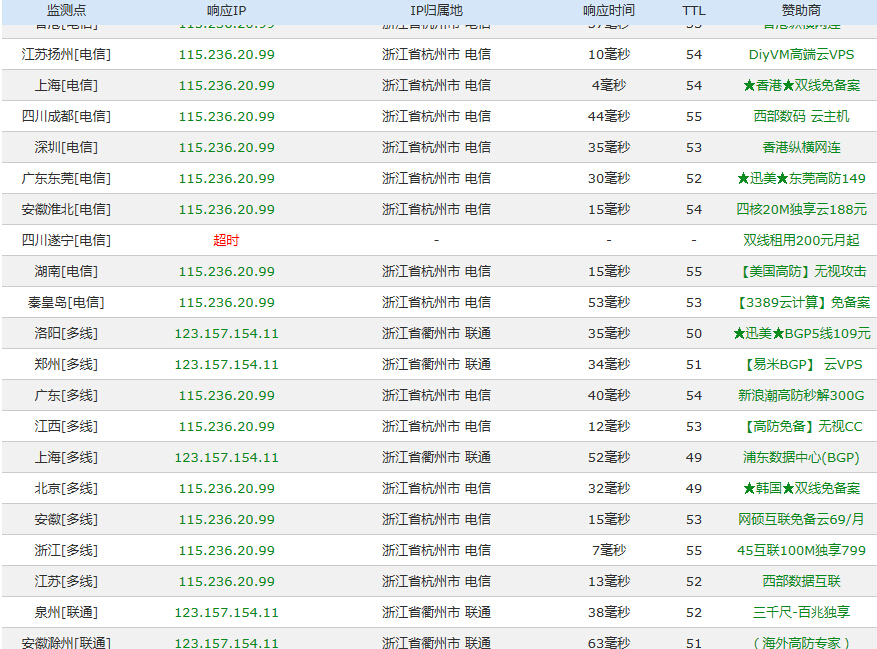 监测点 响应IP IP归属地 响应时间 TTL 赞助商
香港[电信] 115.236.20.99 浙江省杭州市 电信 37毫秒 53 香港纵横网连
江苏扬州[电信] 115.236.20.99 浙江省杭州市 电信 10毫秒 54 DiyVM高端云VPS
上海[电信] 115.236.20.99 浙江省杭州市 电信 4毫秒 54 ★香港★双线免备案
四川成都[电信] 115.236.20.99 浙江省杭州市 电信 44毫秒 55 西部数码 云主机
深圳[电信] 115.236.20.99 浙江省杭州市 电信 35毫秒 53 香港纵横网连
广东东莞[电信] 115.236.20.99 浙江省杭州市 电信 30毫秒 52 ★迅美★东莞高防149
安徽淮北[电信] 115.236.20.99 浙江省杭州市 电信 15毫秒 54 四核20M独享云188元
四川遂宁[电信] 超时 - - - 双线租用200元月起
湖南[电信] 115.236.20.99 浙江省杭州市 电信 15毫秒 55 【美国高防】无视攻击
秦皇岛[电信] 115.236.20.99 浙江省杭州市 电信 53毫秒 53 【3389云计算】免备案
洛阳[多线] 123.157.154.11 浙江省衢州市 联通 35毫秒 50 ★迅美★BGP5线109元
郑州[多线] 123.157.154.11 浙江省衢州市 联通 34毫秒 51 【易米BGP】 云VPS
广东[多线] 115.236.20.99 浙江省杭州市 电信 40毫秒 54 新浪潮高防秒解300G
江西[多线] 115.236.20.99 浙江省杭州市 电信 12毫秒 53 【高防免备】无视CC
上海[多线] 123.157.154.11 浙江省衢州市 联通 52毫秒 49 浦东数据中心(BGP)
北京[多线] 115.236.20.99 浙江省杭州市 电信 32毫秒 49 ★韩国★双线免备案
安徽[多线] 115.236.20.99 浙江省杭州市 电信 15毫秒 53 网硕互联免备云69/月
浙江[多线] 115.236.20.99 浙江省杭州市 电信 7毫秒 55 45互联100M独享799
江苏[多线] 115.236.20.99 浙江省杭州市 电信 13毫秒 52 西部数据互联
泉州[联通] 123.157.154.11 浙江省衢州市 联通 38毫秒 52 三千尺-百兆独享
安徽滁州[联通] 123.157.154.11 浙江省衢州市 联通 63毫秒 51 （海外高防专家）